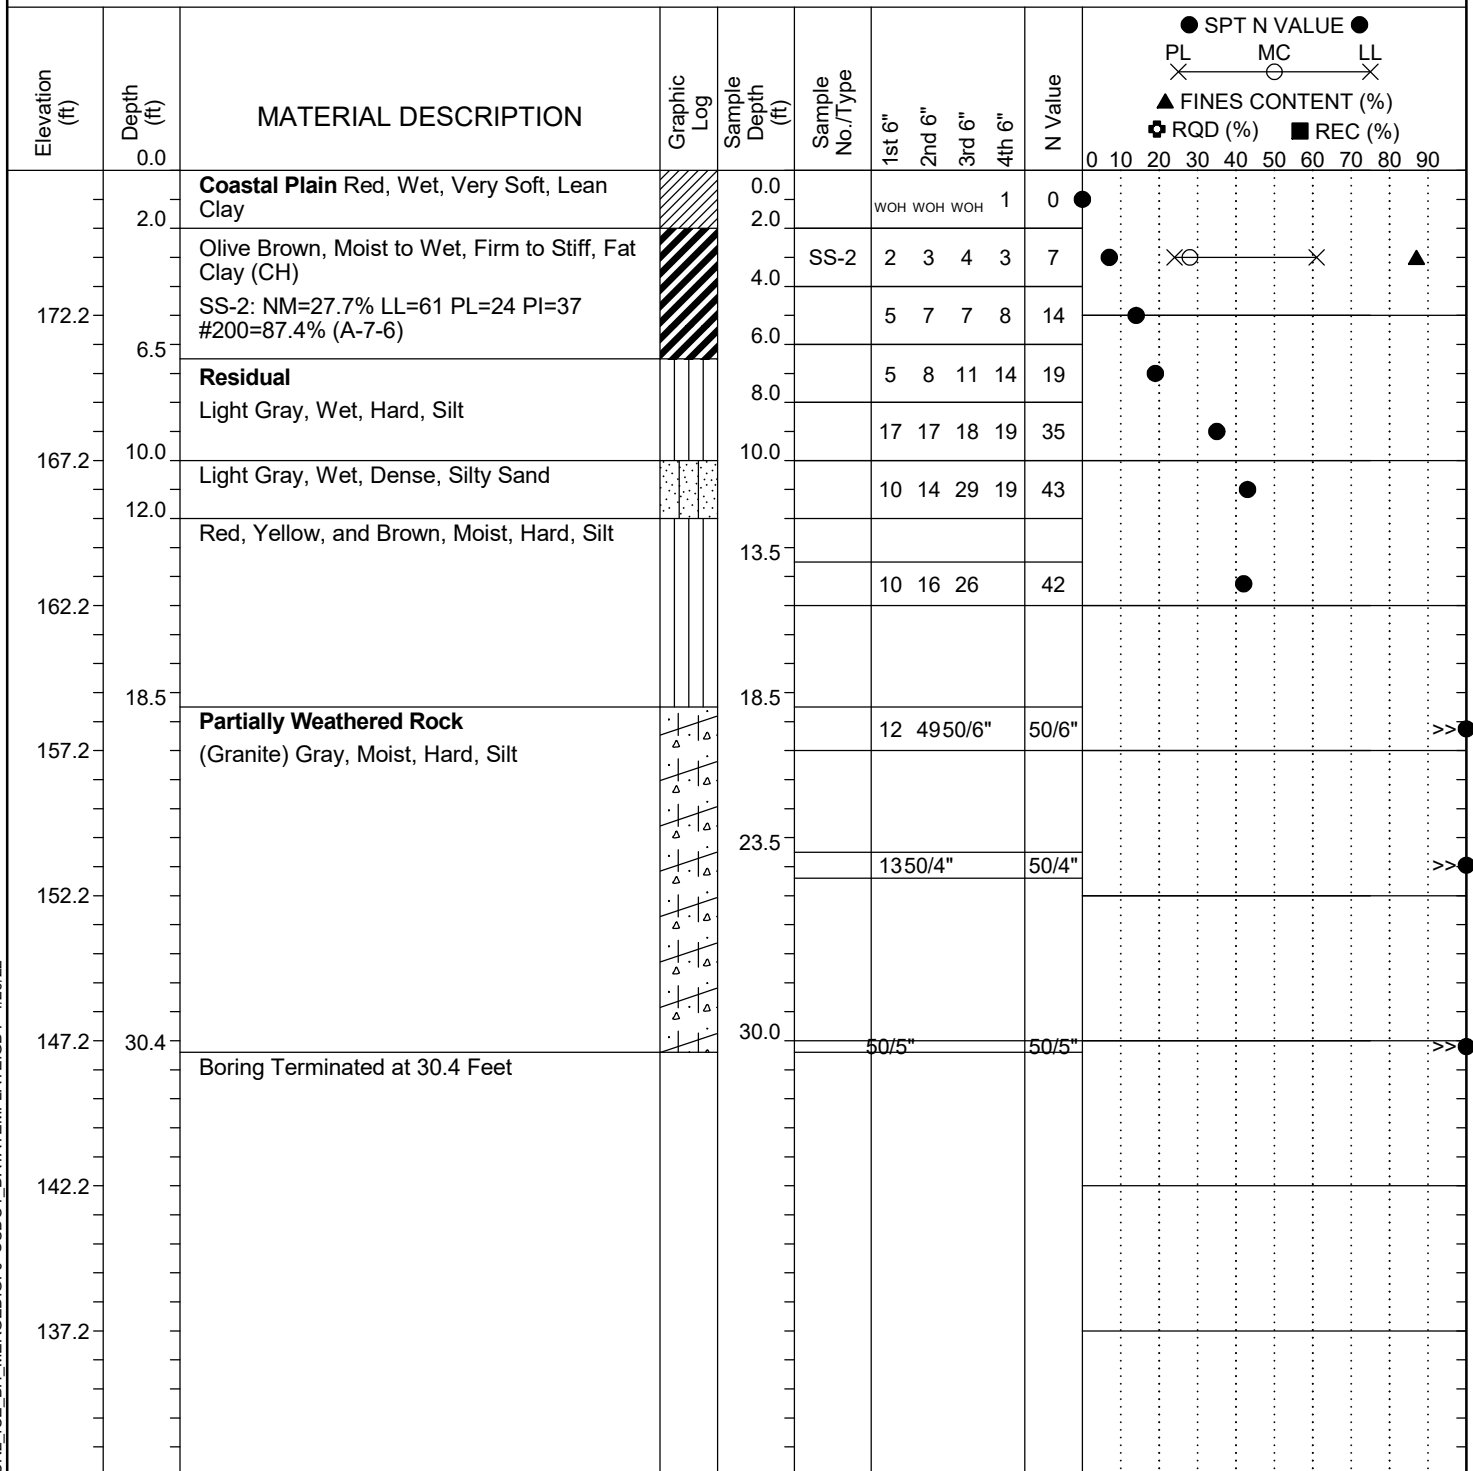 Elevation (ft)
Depth (ft)
0.0
MATERIAL DESCRIPTION
Graphic Log
Sample Depth (ft)
Sample No./Type
1st 6"
2nd 6"
3rd 6"
4th 6"
N Value
● SPT N VALUE ●
PL MC LL
▲ FINES CONTENT (%)
RQD (%) ■ REC (%)
0 10 20 30 40 50 60 70 80 90
Coastal Plain Red, Wet, Very Soft, Lean
Clay
2.0
0.0
2.0
WOH WOH WOH 1 0
Olive Brown, Moist to Wet, Firm to Stiff, Fat
Clay (CH)
SS-2 2 3 4 3 7
4.0
SS-2: NM=27.7% LL=61 PL=24 PI=37
#200=87.4% (A-7-6)
172.2
5 7 7 8 14
6.5
6.0
Residual
Light Gray, Wet, Hard, Silt
5 8 11 14 19
8.0
17 17 18 19 35
167.2
10.0
10.0
Light Gray, Wet, Dense, Silty Sand
10 14 29 19 43
12.0
Red, Yellow, and Brown, Moist, Hard, Silt
13.5
10 16 26 42
162.2
18.5
18.5
Partially Weathered Rock
(Granite) Gray, Moist, Hard, Silt
12 49 50/6" 50/6" >>
157.2
23.5
13 50/4" 50/4" >>
152.2
147.2
30.4
30.0
50/5" 50/5" >>
Boring Terminated at 30.4 Feet
142.2
137.2